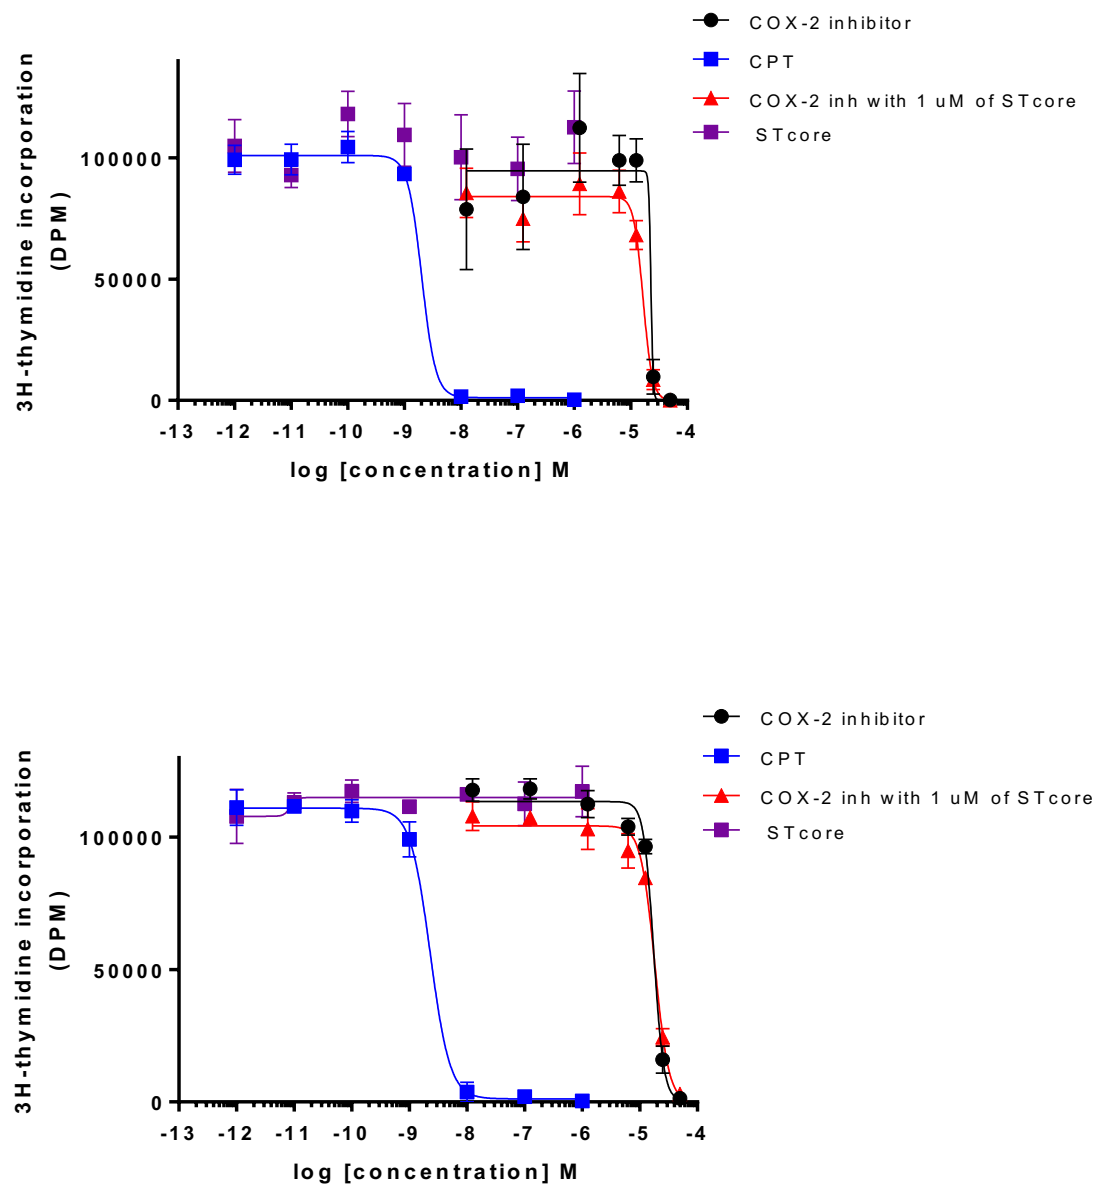 COX-2 inhibitor
CPT
COX-2 inh with 1 uM of STcore
STcore
3H-thymidine incorporation
(DPM)
100000
50000
0
-13 -12 -11 -10 -9 -8 -7 -6 -5 -4
log [concentration] M
COX-2 inhibitor
CPT
COX-2 inh with 1 uM of STcore
STcore
3H-thymidine incorporation
(DPM)
100000
50000
0
-13 -12 -11 -10 -9 -8 -7 -6 -5 -4
log [concentration] M